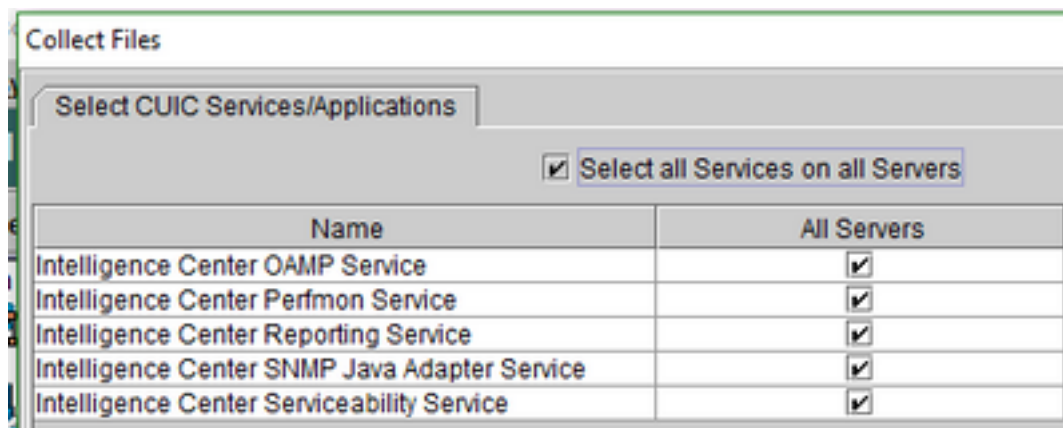 Collect Files
Select CUIC Services/Applications
Select all Services on all Servers
Name All Servers
Intelligence Center OAMP Service
Intelligence Center Perfmon Service
Intelligence Center Reporting Service
Intelligence Center SNMP Java Adapter Service
Intelligence Center Serviceability Service